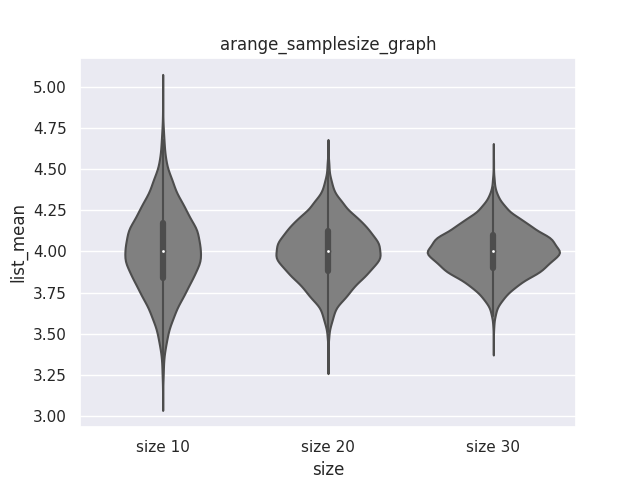 arange_samplesize_graph
5.00
4.75
4.50
4.25
4.00
3.75
3.50
3.25
3.00
list_mean
size 10
size 20
size 30
size